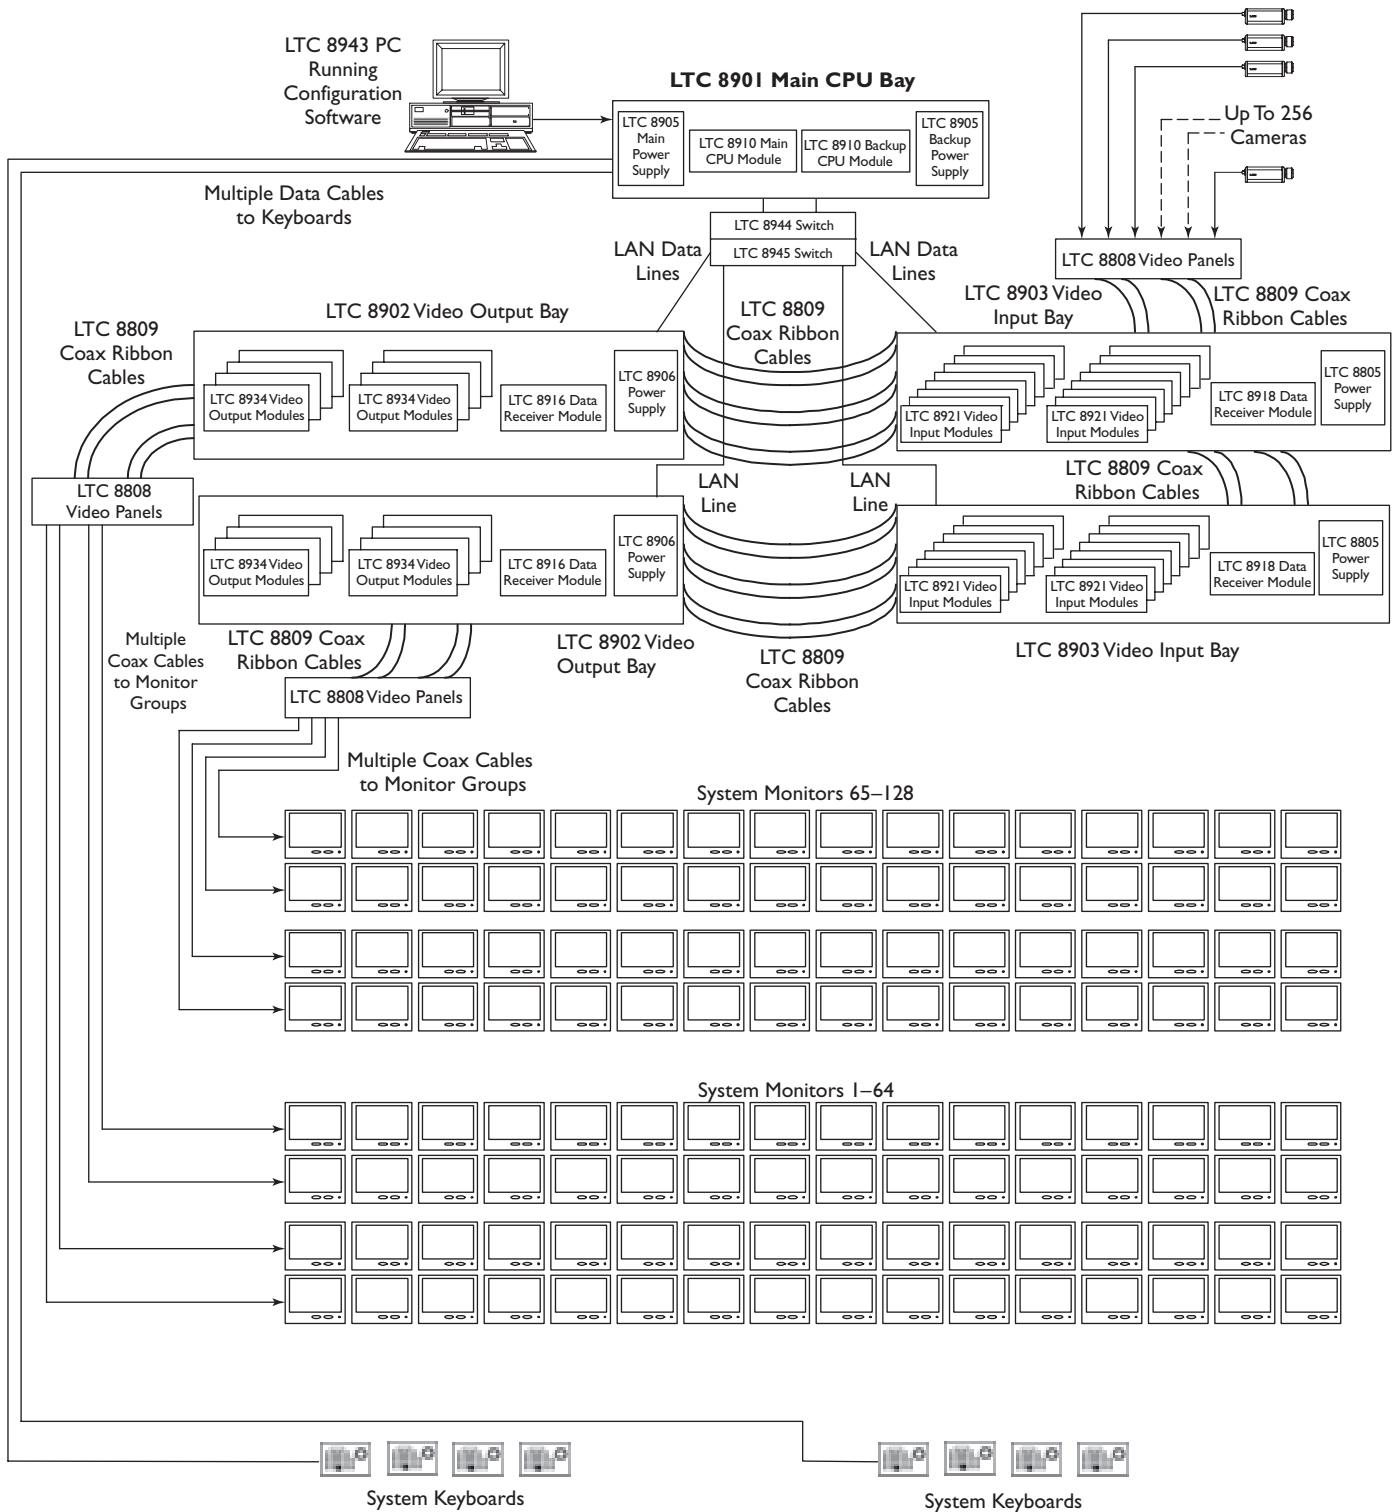 LTC 8943 PC
Running
Configuration
Software
LTC 8901 Main CPU Bay
LTC 8905
Main
Power
Supply
LTC 8910 Main
CPU Module
LTC 8910 Backup
CPU Module
LTC 8905
Backup
Power
Supply
Up To 256
Cameras
Multiple Data Cables
to Keyboards
LTC 8944 Switch
LTC 8945 Switch
LAN Data
Lines
LAN Data
Lines
LTC 8808 Video Panels
LTC 8903 Video
Input Bay
LTC 8809 Coax
Ribbon Cables
LTC 8902 Video Output Bay
LTC 8809
Coax Ribbon
Cables
LTC 8809
Coax Ribbon
Cables
LTC 8934 Video
Output Modules
LTC 8934 Video
Output Modules
LTC 8916 Data
Receiver Module
LTC 8906
Power
Supply
LTC 8921 Video
Input Modules
LTC 8921 Video
Input Modules
LTC 8918 Data
Receiver Module
LTC 8805
Power
Supply
LTC 8808
Video Panels
LAN
Line
LAN
Line
LTC 8809 Coax
Ribbon Cables
LTC 8934 Video
Output Modules
LTC 8934 Video
Output Modules
LTC 8916 Data
Receiver Module
LTC 8906
Power
Supply
LTC 8921 Video
Input Modules
LTC 8921 Video
Input Modules
LTC 8918 Data
Receiver Module
LTC 8805
Power
Supply
Multiple
Coax Cables
to Monitor
Groups
LTC 8809 Coax
Ribbon Cables
LTC 8902 Video
Output Bay
LTC 8809
Coax Ribbon
Cables
LTC 8903 Video Input Bay
LTC 8808 Video Panels
Multiple Coax Cables
to Monitor Groups
System Monitors 65–128
System Monitors 1–64
System Keyboards
System Keyboards